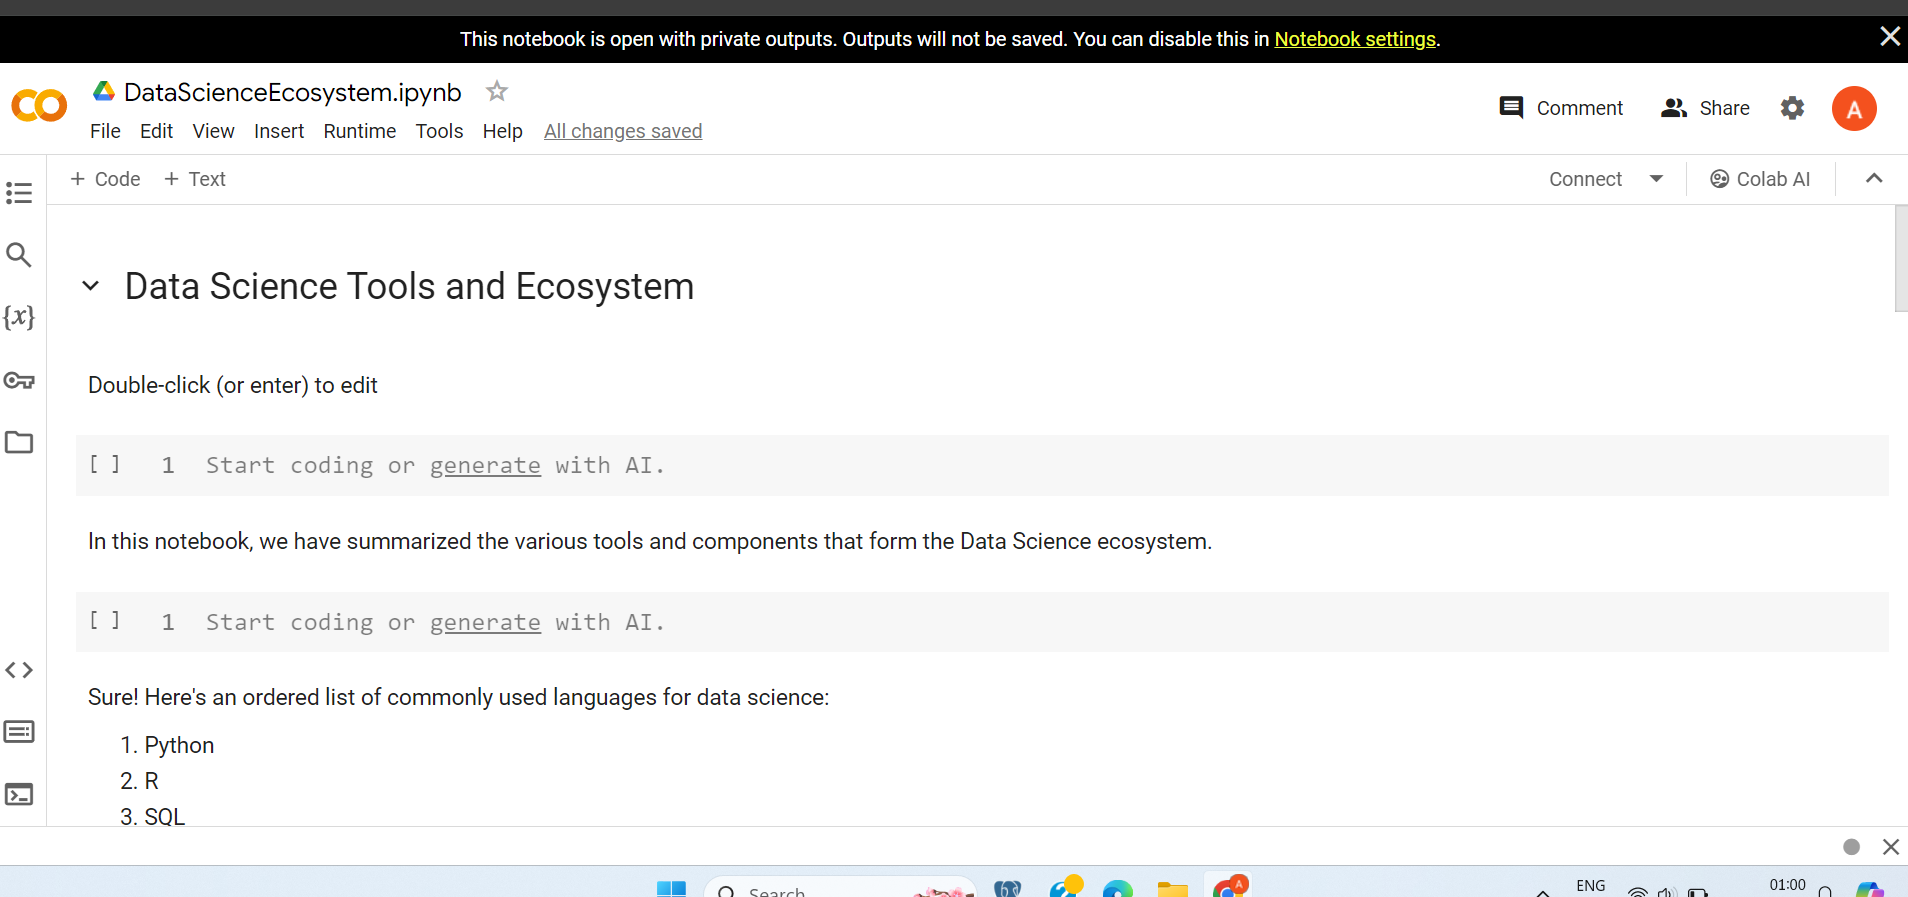 This notebook is open with private outputs. Outputs will not be saved. You can disable this in Notebook settings.
DataScienceEcosystem.ipynb
Comment
Share
A
File Edit View Insert Runtime Tools Help All changes saved
+ Code + Text
Connect
Colab AI
Data Science Tools and Ecosystem
{x}
Double-click (or enter) to edit
[ ] 1 Start coding or generate with AI.
In this notebook, we have summarized the various tools and components that form the Data Science ecosystem.
[ ] 1 Start coding or generate with AI.
Sure! Here's an ordered list of commonly used languages for data science:
1. Python
2. R
3. SQL
Search
A
ENG
01:00